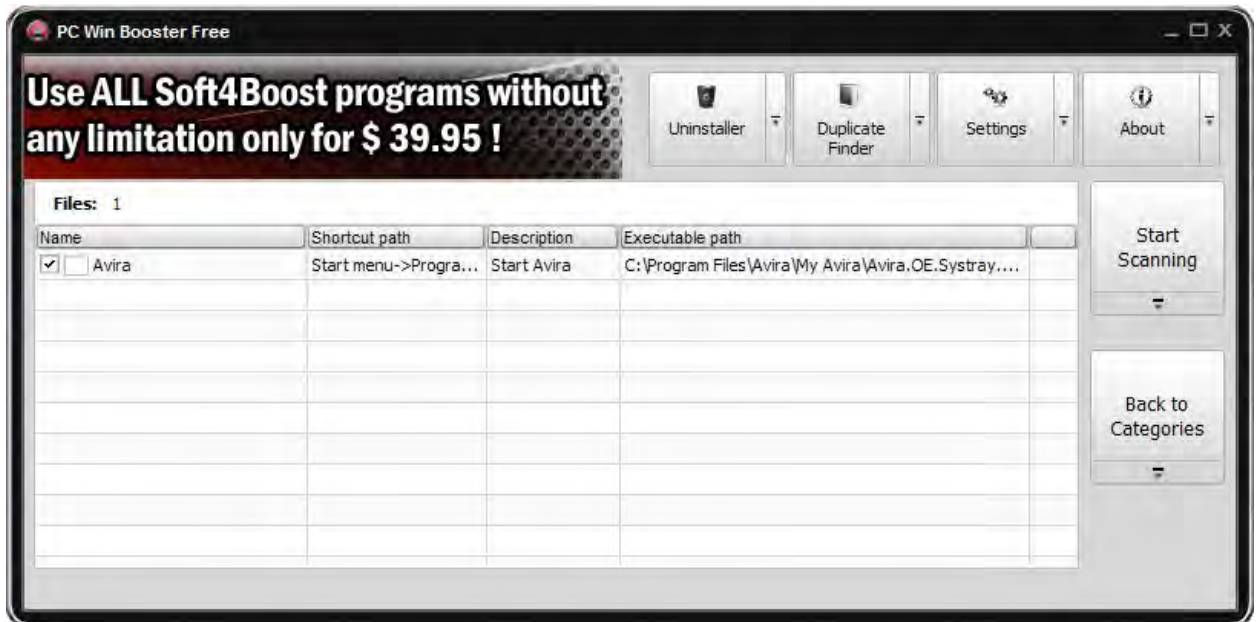 PC Win Booster Free
Use ALL Soft4Boost programs without
any limitation only for $ 39.95 !
Uninstaller
Duplicate
Finder
Settings
About
Files: 1
Name Shortcut path Description Executable path
Avira Start menu->Progra... Start Avira C:\Program Files\Avira\My Avira\Avira.OE.Systray....
Start
Scanning
Back to
Categories